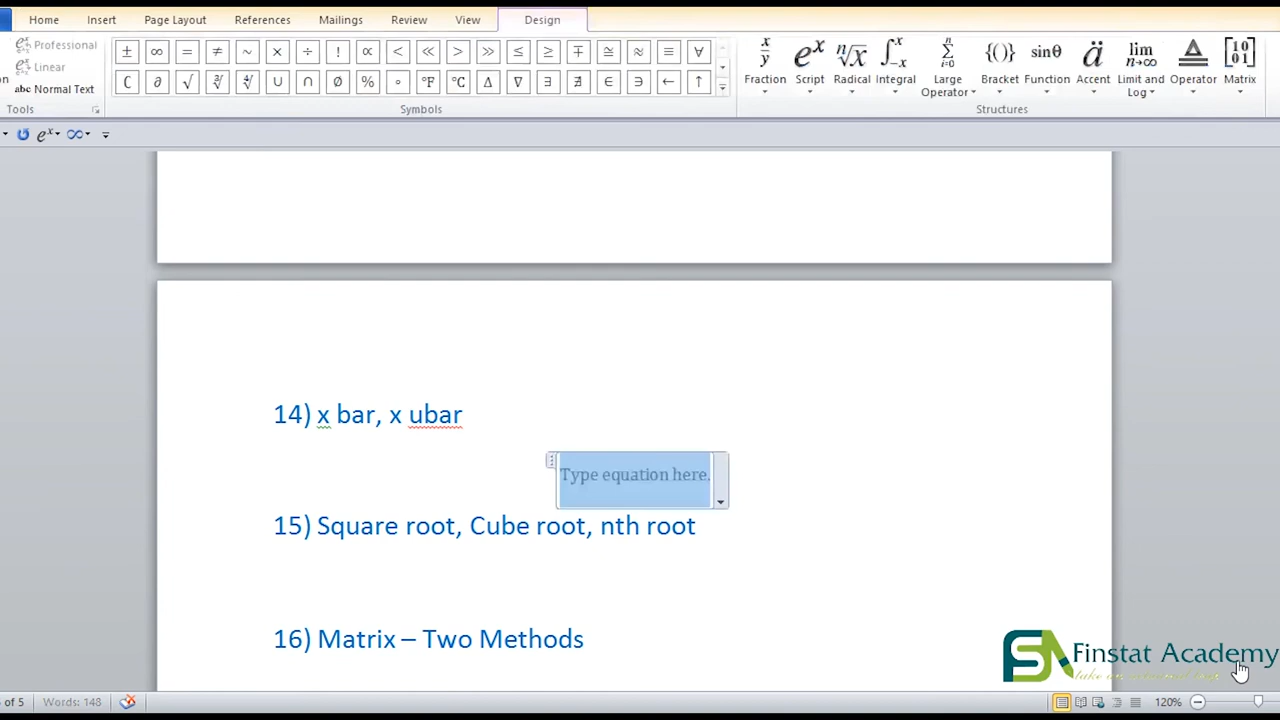 Home Insert Page Layout References Mailings Review View Design
Professional
Linear
abc Normal Text
Tools
± ∞ = ≠ ~ × ÷ ! ∝ < ≪ > ≫ ≤ ≥ ∓ ≅ ≈ ≡ ∀
∁ ∂ √ ∛ ∜ ∪ ∩ ∅ % ° °F °C ∆ ∇ ∃ ∄ ∈ ∋ ← ↑
Symbols
Fraction Script Radical Integral Large Operator Bracket Function Accent Limit and Log Operator Matrix
Structures
14) x bar, x ubar
Type equation here.
15) Square root, Cube root, nth root
16) Matrix – Two Methods
Finstat Academy
of 5 Words: 148 120%